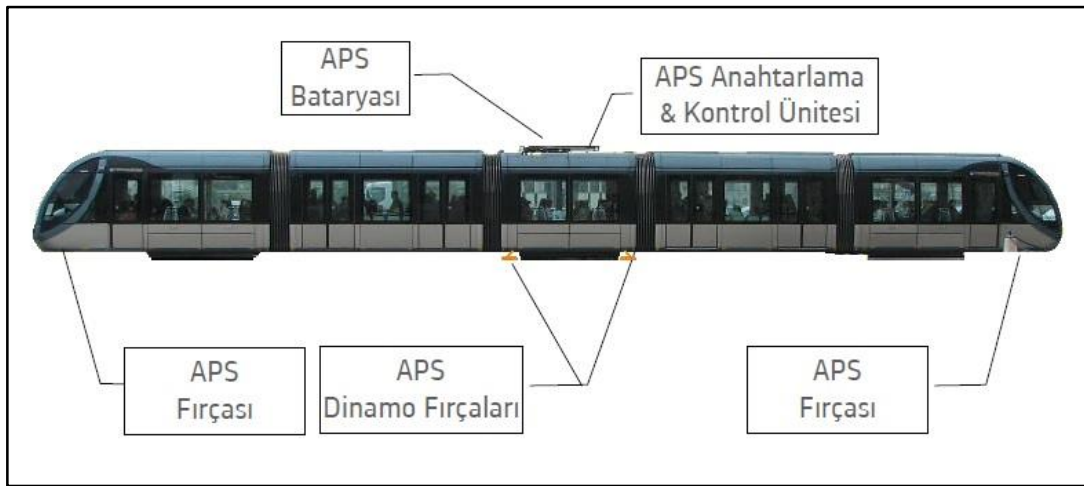 APS
Bataryası
APS Anahtarlama
& Kontrol Ünitesi
APS
Fırçası
APS
Dinamo Fırçaları
APS
Fırçası